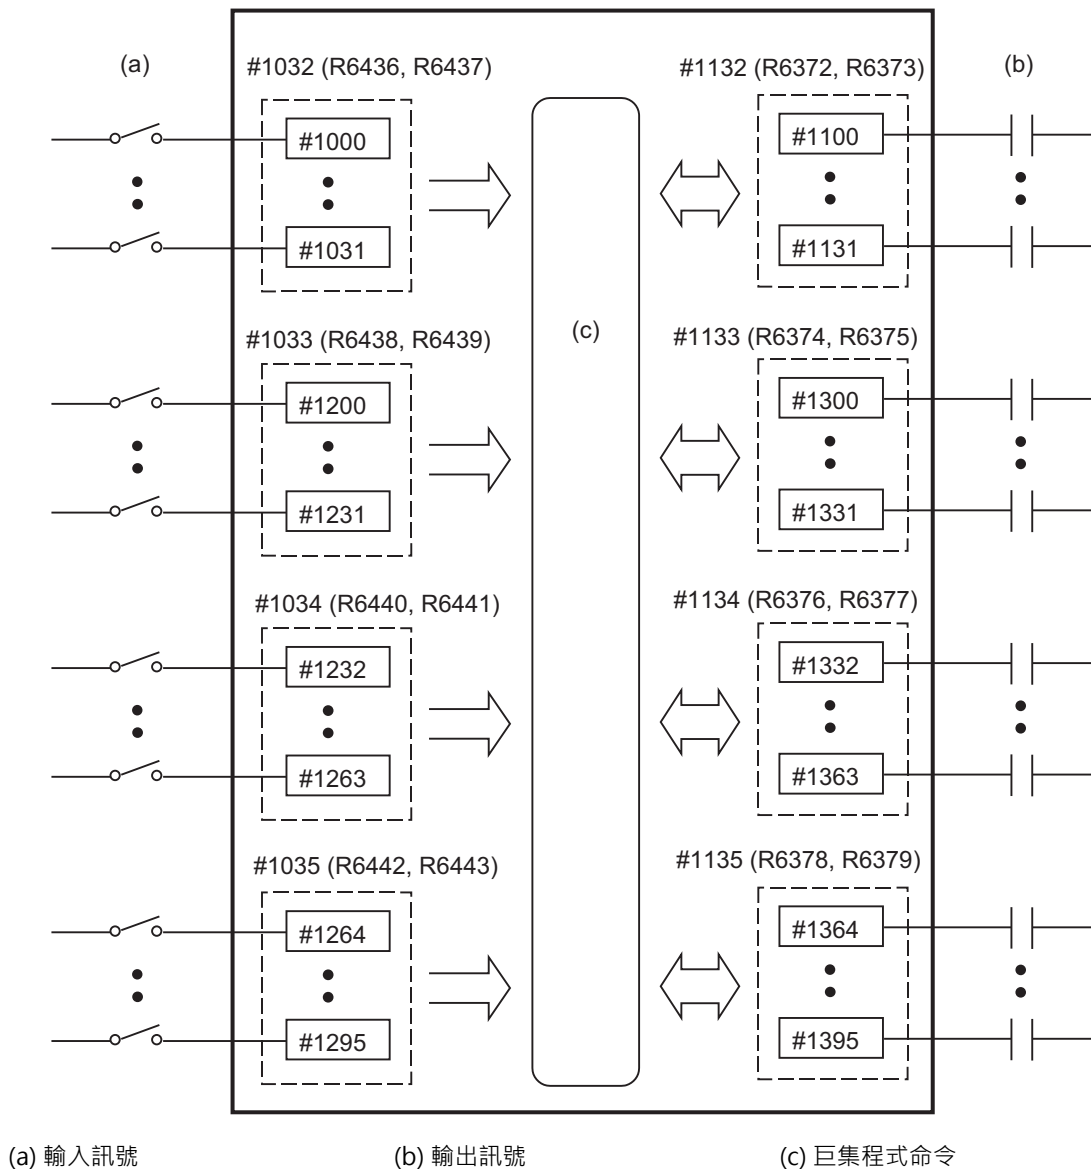 (a)
#1032 (R6436, R6437)
#1132 (R6372, R6373)
(b)
#1000
#1100
#1031
#1131
(c)
#1033 (R6438, R6439)
#1133 (R6374, R6375)
#1200
#1300
#1231
#1331
#1034 (R6440, R6441)
#1134 (R6376, R6377)
#1232
#1332
#1263
#1363
#1035 (R6442, R6443)
#1135 (R6378, R6379)
#1264
#1364
#1295
#1395
(a) 輸入訊號
(b) 輸出訊號
(c) 巨集程式命令